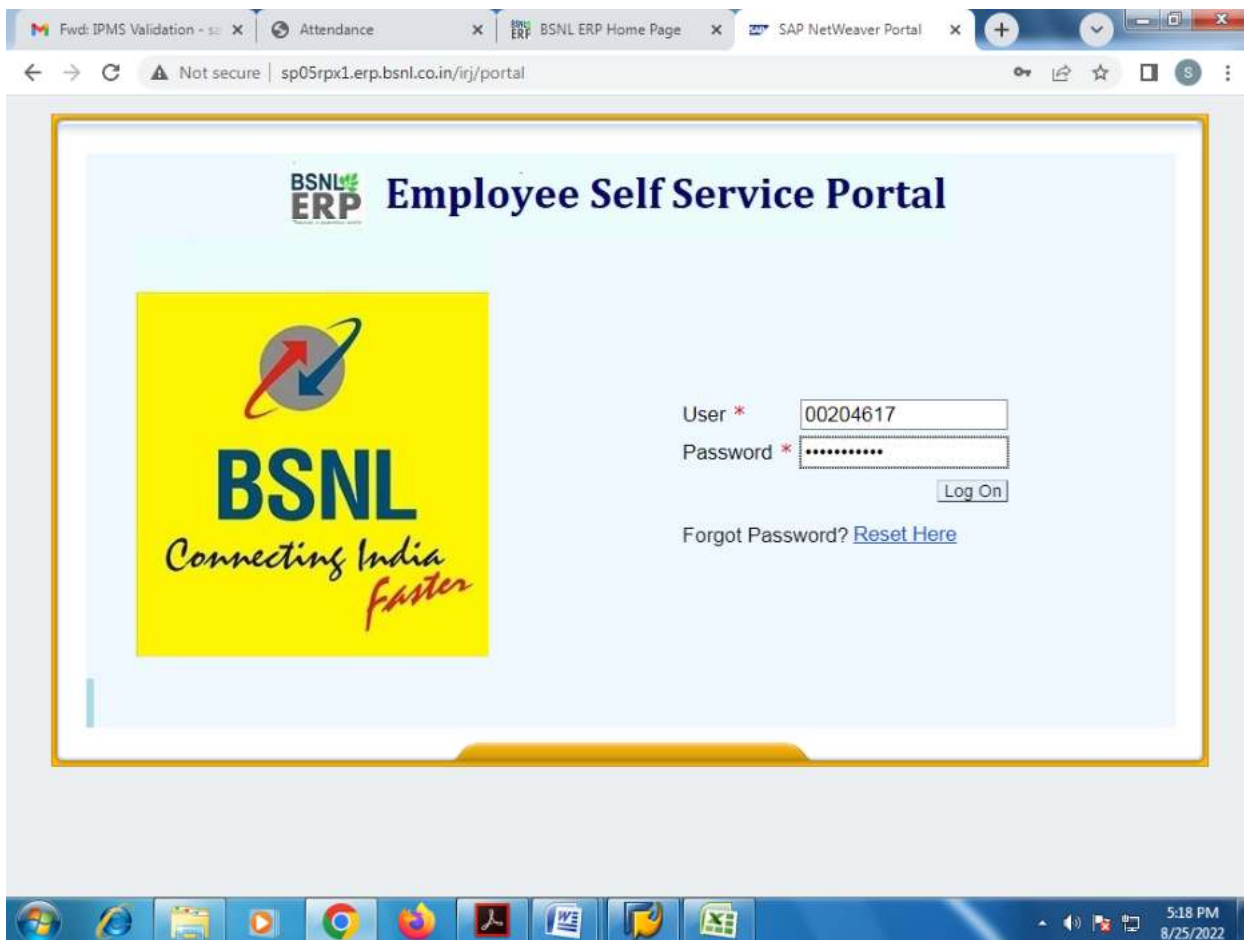 Fwd: IPMS Validation - sa
Attendance
BSNL ERP Home Page
SAP NetWeaver Portal
Not secure | sp05rpx1.erp.bsnl.co.in/irj/portal
S
BSNL
ERP
Employee Self Service Portal
BSNL
Connecting India
Faster
User * 00204617
Password * •••••••••••
Log On
Forgot Password? Reset Here
5:18 PM
8/25/2022